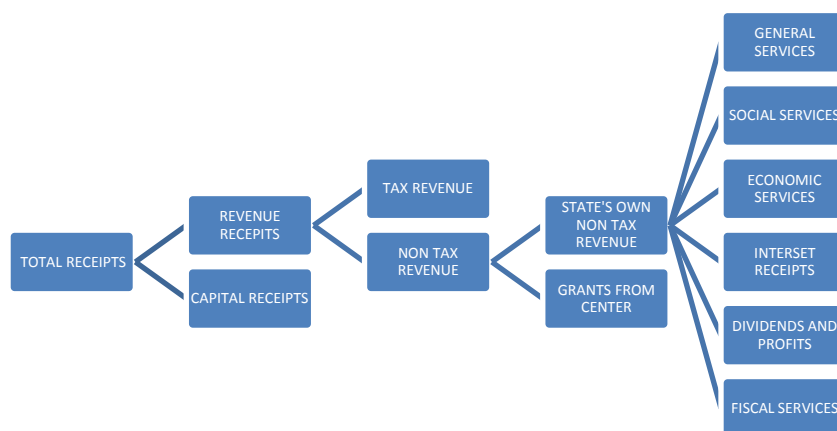 TOTAL RECEIPTS
REVENUE
RECEPITS
CAPITAL RECEIPTS
TAX REVENUE
NON TAX
REVENUE
STATE'S OWN
NON TAX
REVENUE
GRANTS FROM
CENTER
GENERAL
SERVICES
SOCIAL SERVICES
ECONOMIC
SERVICES
INTERSET
RECEIPTS
DIVIDENDS AND
PROFITS
FISCAL SERVICES